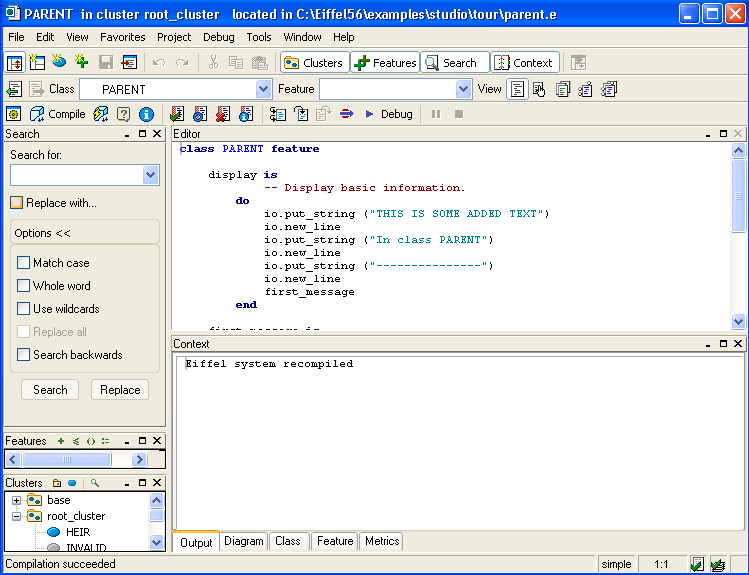 PARENT in cluster root_cluster located in C:\Eiffel56\examples\studio\tour\parent.e
File Edit View Favorites Project Debug Tools Window Help
Clusters Features Search Context
Class PARENT Feature View
Compile Debug
Search
Search for:
Replace with...
Options <<
Match case
Whole word
Use wildcards
Replace all
Search backwards
Search Replace
Features
Clusters
base
root_cluster
HEIR
INVALID
Editor
class PARENT feature
display is
-- Display basic information.
do
io.put_string ("THIS IS SOME ADDED TEXT")
io.new_line
io.put_string ("In class PARENT")
io.new_line
io.put_string ("---------------")
io.new_line
first_message
end
first_message is
Context
Eiffel system recompiled
Output Diagram Class Feature Metrics
Compilation succeeded simple 1:1